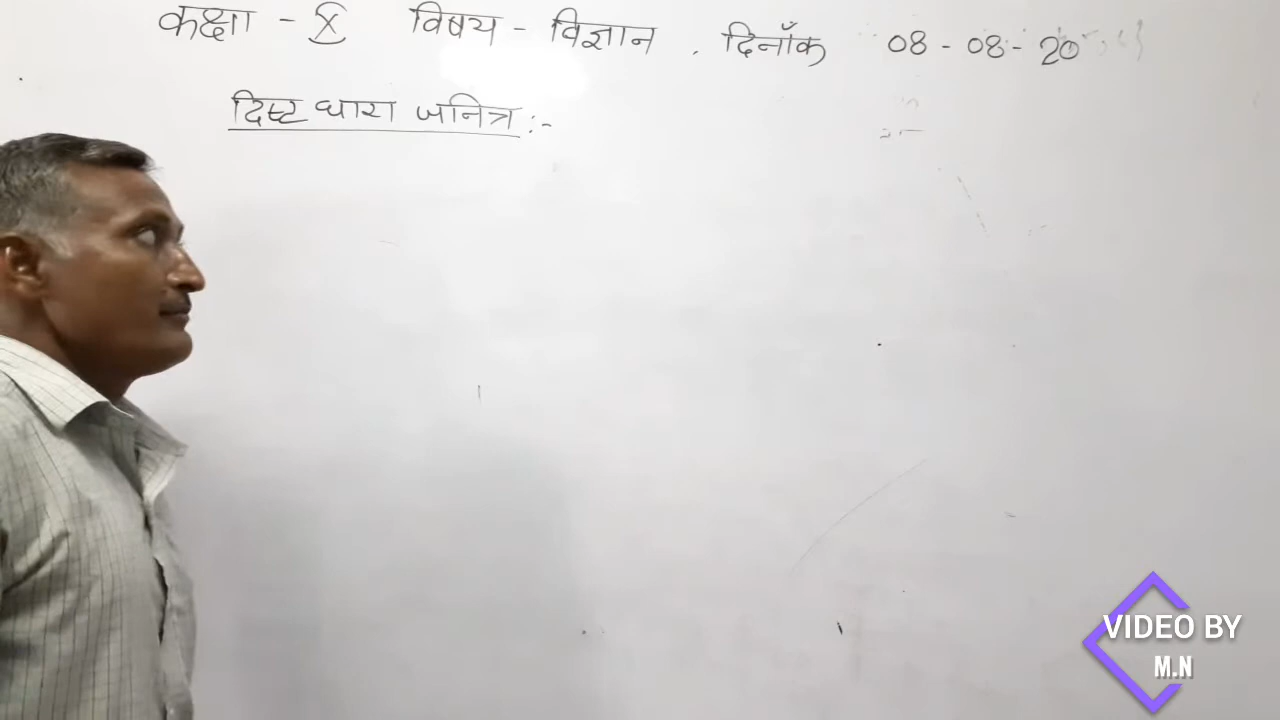 कक्षा - X विषय - विज्ञान . दिनाँक 08 - 08 - 20
दिष्ट धारा जनित्र :-
VIDEO BY
M.N